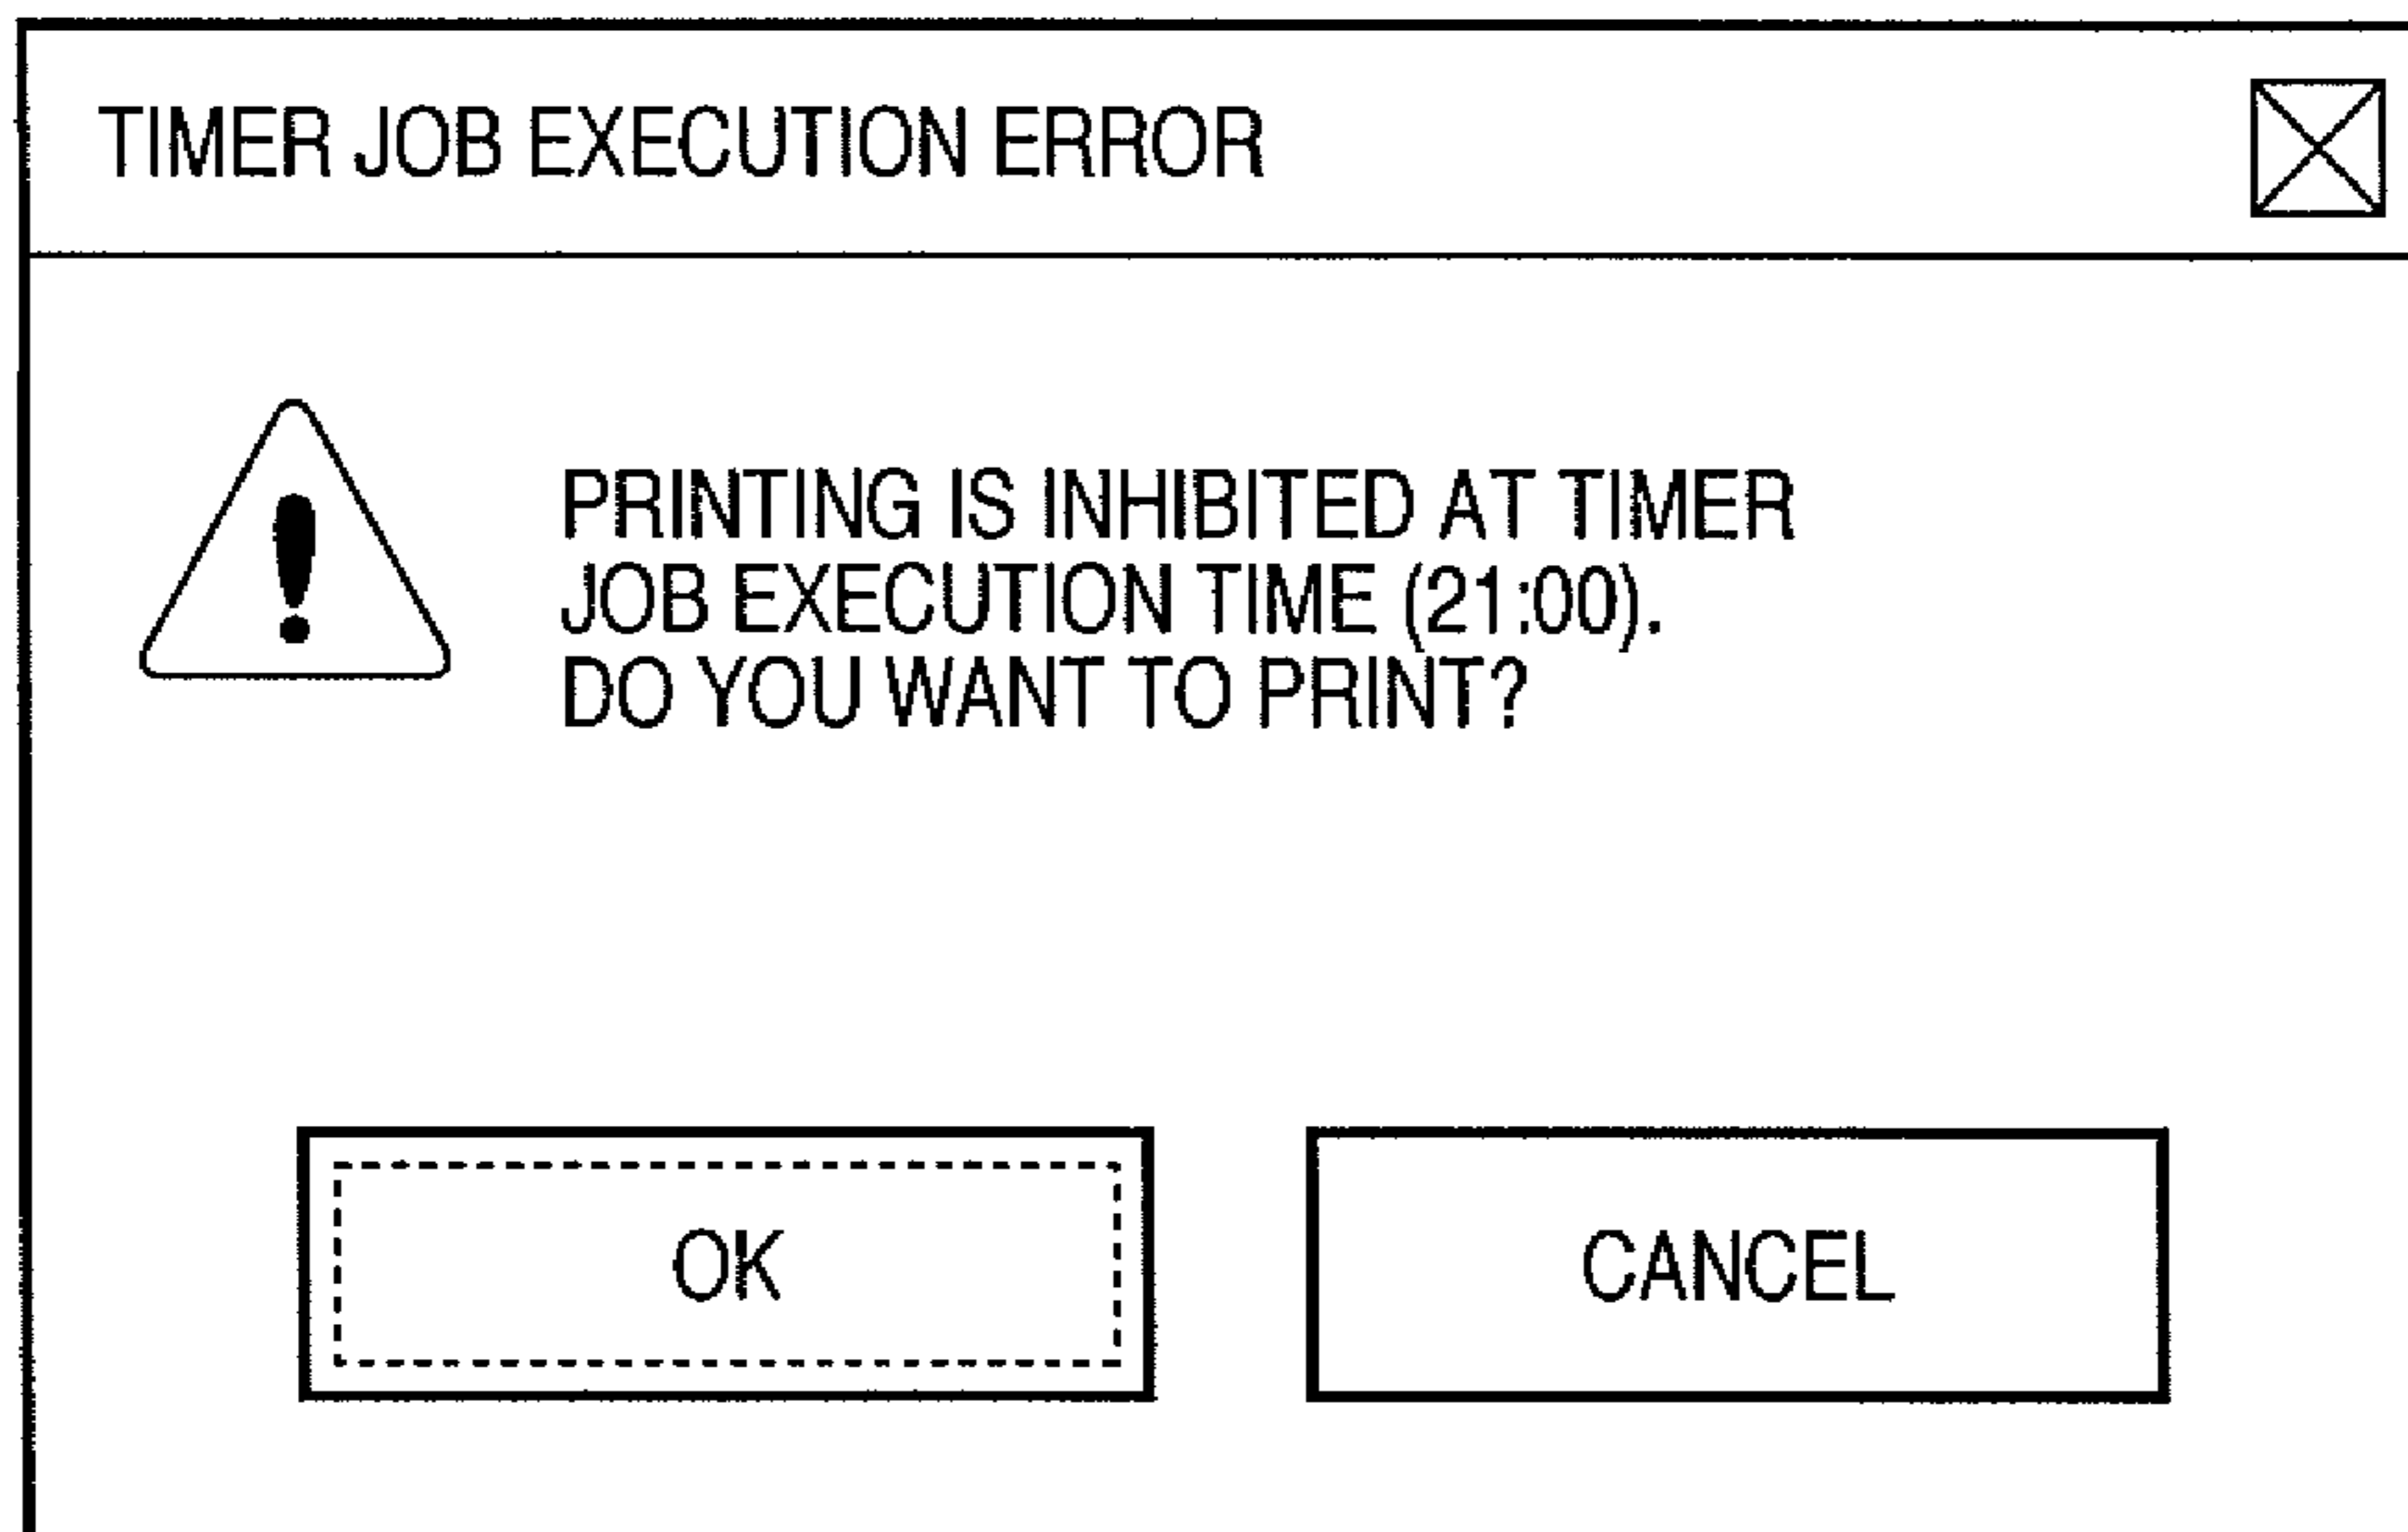 TIMER JOB EXECUTION ERROR
PRINTING IS INHIBITED AT TIMER
JOB EXECUTION TIME (21:00).
DO YOU WANT TO PRINT?
OK
CANCEL